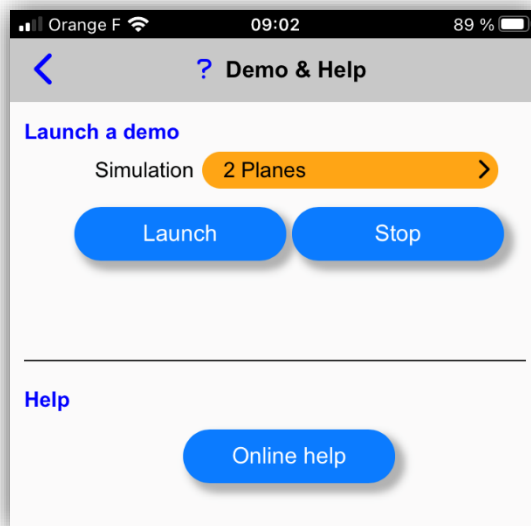 Orange F 09:02 89 %
? Demo & Help
Launch a demo
Simulation 2 Planes
Launch Stop
Help
Online help